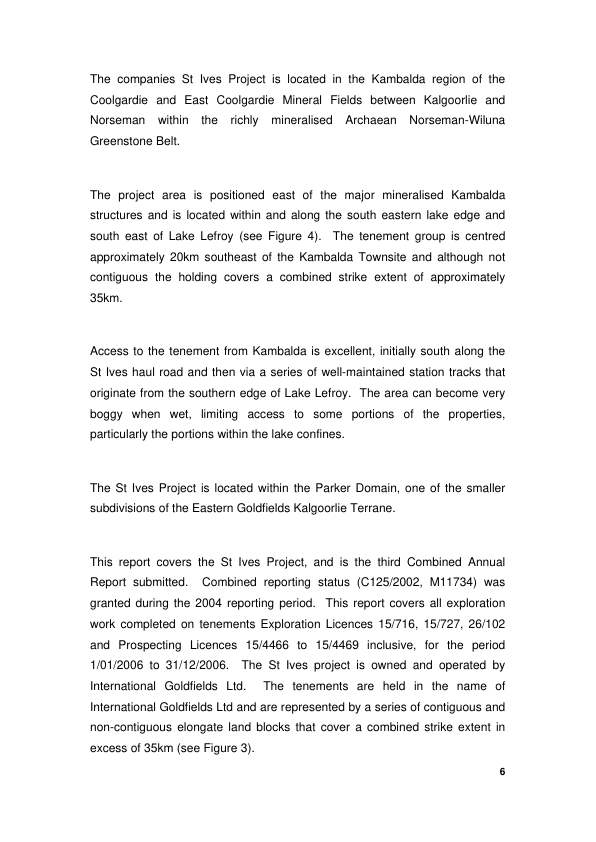 The companies St Ives Project is located in the Kambalda region of the
Coolgardie and East Coolgardie Mineral Fields between Kalgoorlie and
Norseman within the richly mineralised Archaean Norseman-Wiluna
Greenstone Belt.
The project area is positioned east of the major mineralised Kambalda
structures and is located within and along the south eastern lake edge and
south east of Lake Lefroy (see Figure 4).  The tenement group is centred
approximately 20km southeast of the Kambalda Townsite and although not
contiguous the holding covers a combined strike extent of approximately
35km.
Access to the tenement from Kambalda is excellent, initially south along the
St Ives haul road and then via a series of well-maintained station tracks that
originate from the southern edge of Lake Lefroy.  The area can become very
boggy when wet, limiting access to some portions of the properties,
particularly the portions within the lake confines.
The St Ives Project is located within the Parker Domain, one of the smaller
subdivisions of the Eastern Goldfields Kalgoorlie Terrane.
This report covers the St Ives Project, and is the third Combined Annual
Report submitted.  Combined reporting status (C125/2002, M11734) was
granted during the 2004 reporting period.  This report covers all exploration
work completed on tenements Exploration Licences 15/716, 15/727, 26/102
and Prospecting Licences 15/4466 to 15/4469 inclusive, for the period
1/01/2006 to 31/12/2006.  The St Ives project is owned and operated by
International Goldfields Ltd.  The tenements are held in the name of
International Goldfields Ltd and are represented by a series of contiguous and
non-contiguous elongate land blocks that cover a combined strike extent in
excess of 35km (see Figure 3).
6